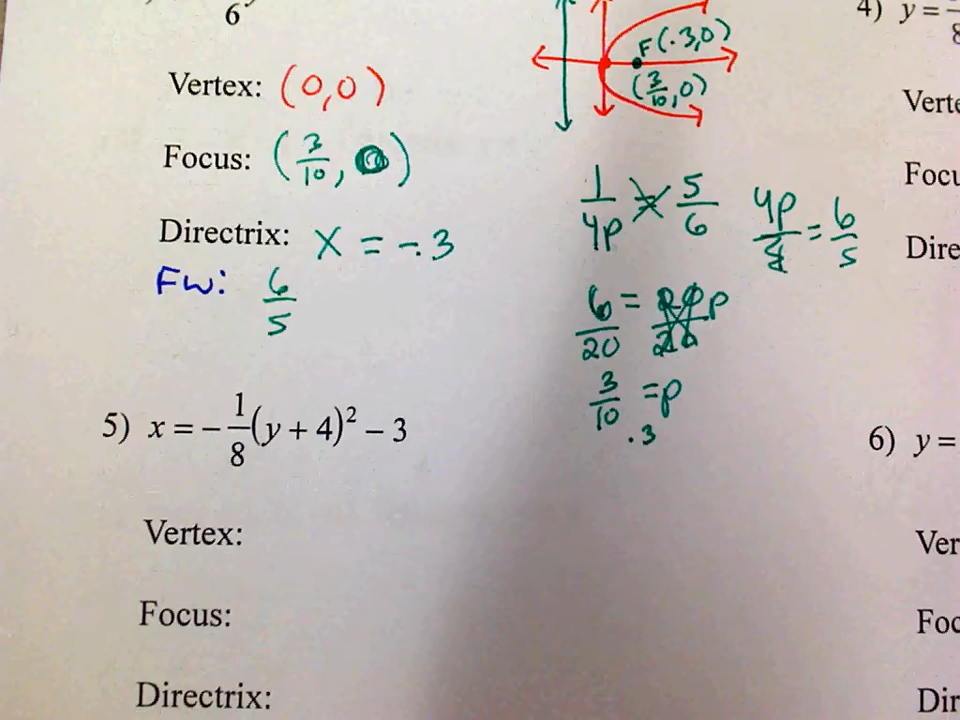 6
Vertex: (0,0)
Focus: (3/10, 0)
Directrix: x = -.3
FW: 6/5
F(.3,0)
(3/10,0)
1/4p = 5/6
4p/4 = 6/5
6/20 = 20p/20
3/10 = p
.3
4) y =
8
Verte
Focu
Dire
5) x = -1/8(y + 4)² - 3
Vertex:
Focus:
Directrix:
6) y =
Ver
Foc
Dir